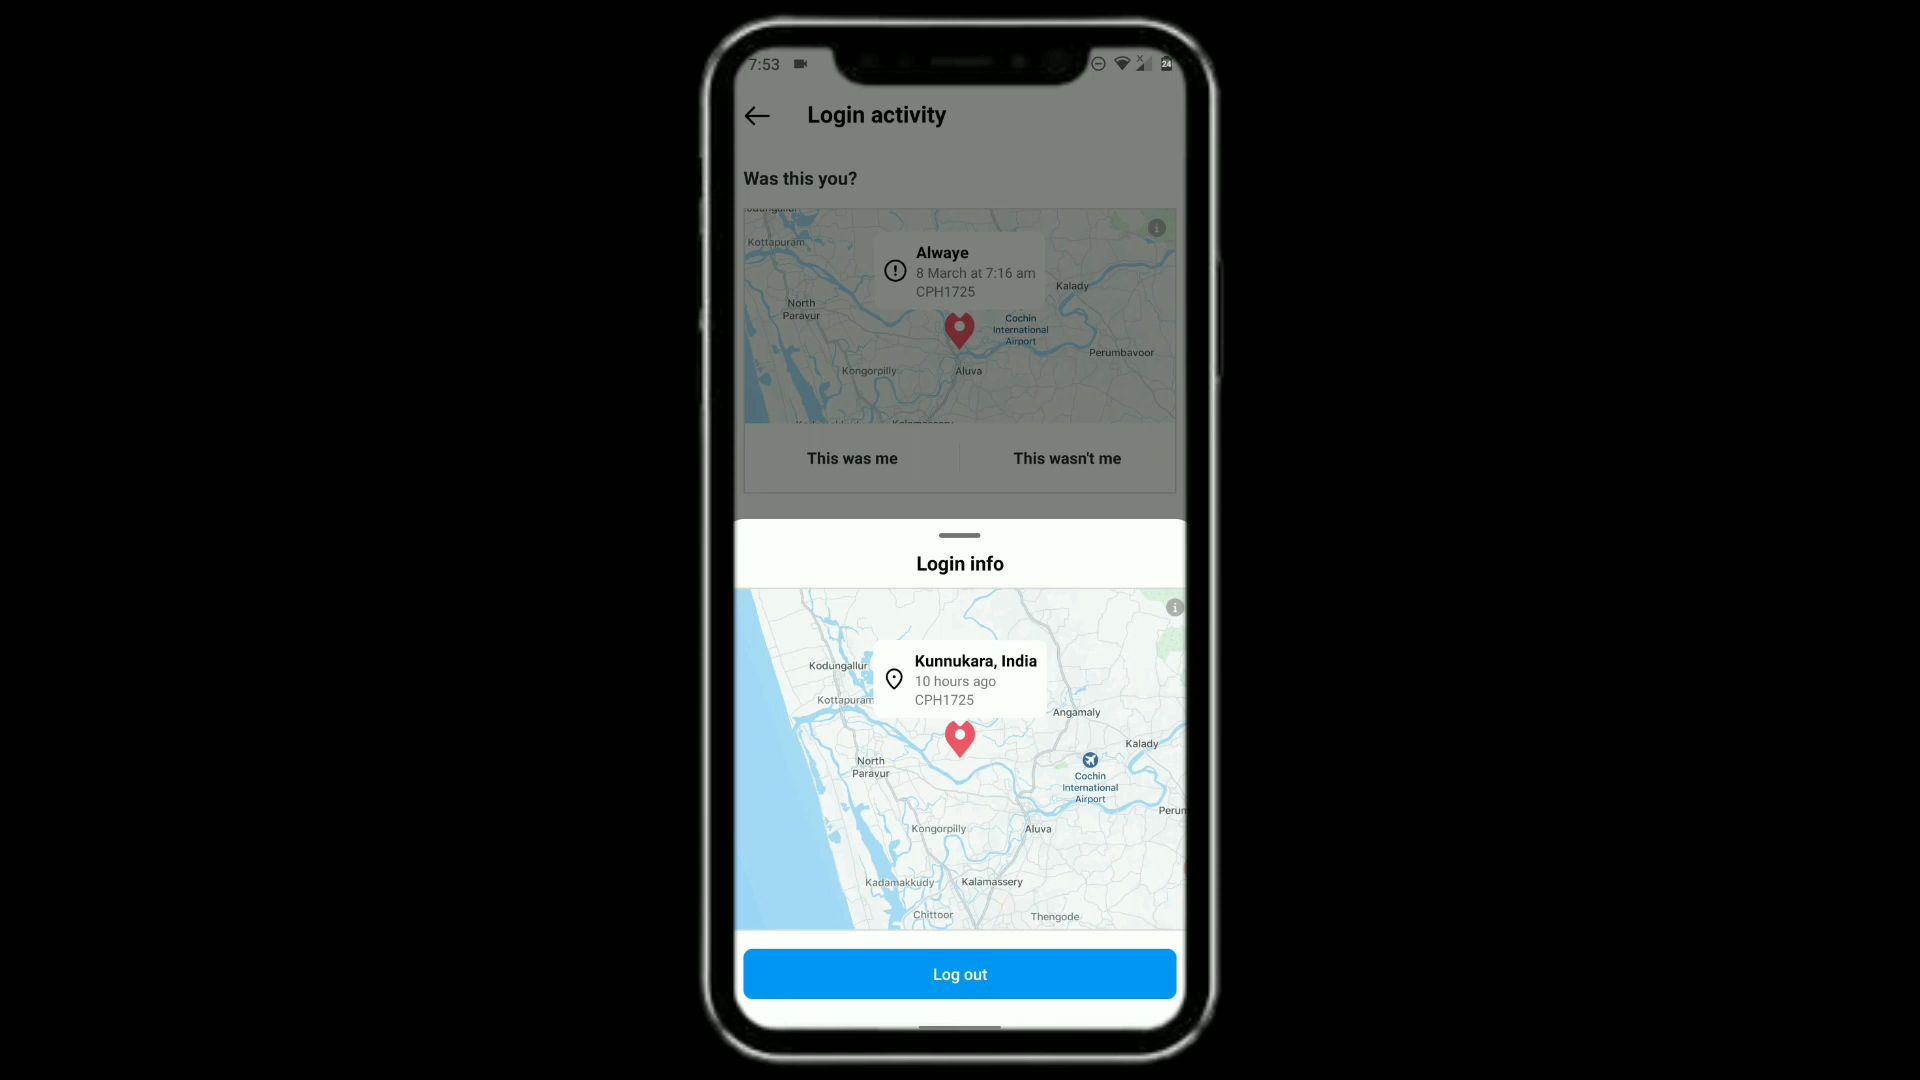 7:53
24
Login activity
Was this you?
Kottapuram
Alwaye
8 March at 7:16 am
CPH1725
Kalady
North
Paravur
Cochin
International
Airport
Perumbavoor
Kongorpilly
Aluva
This was me
This wasn't me
Login info
Kunnukara, India
10 hours ago
CPH1725
Kodungallur
Kottapuram
Angamaly
Kalady
North
Paravur
Cochin
International
Airport
Perun
Kongorpilly
Aluva
Kadamakkudy
Kalamassery
Chittoor
Thengode
Log out